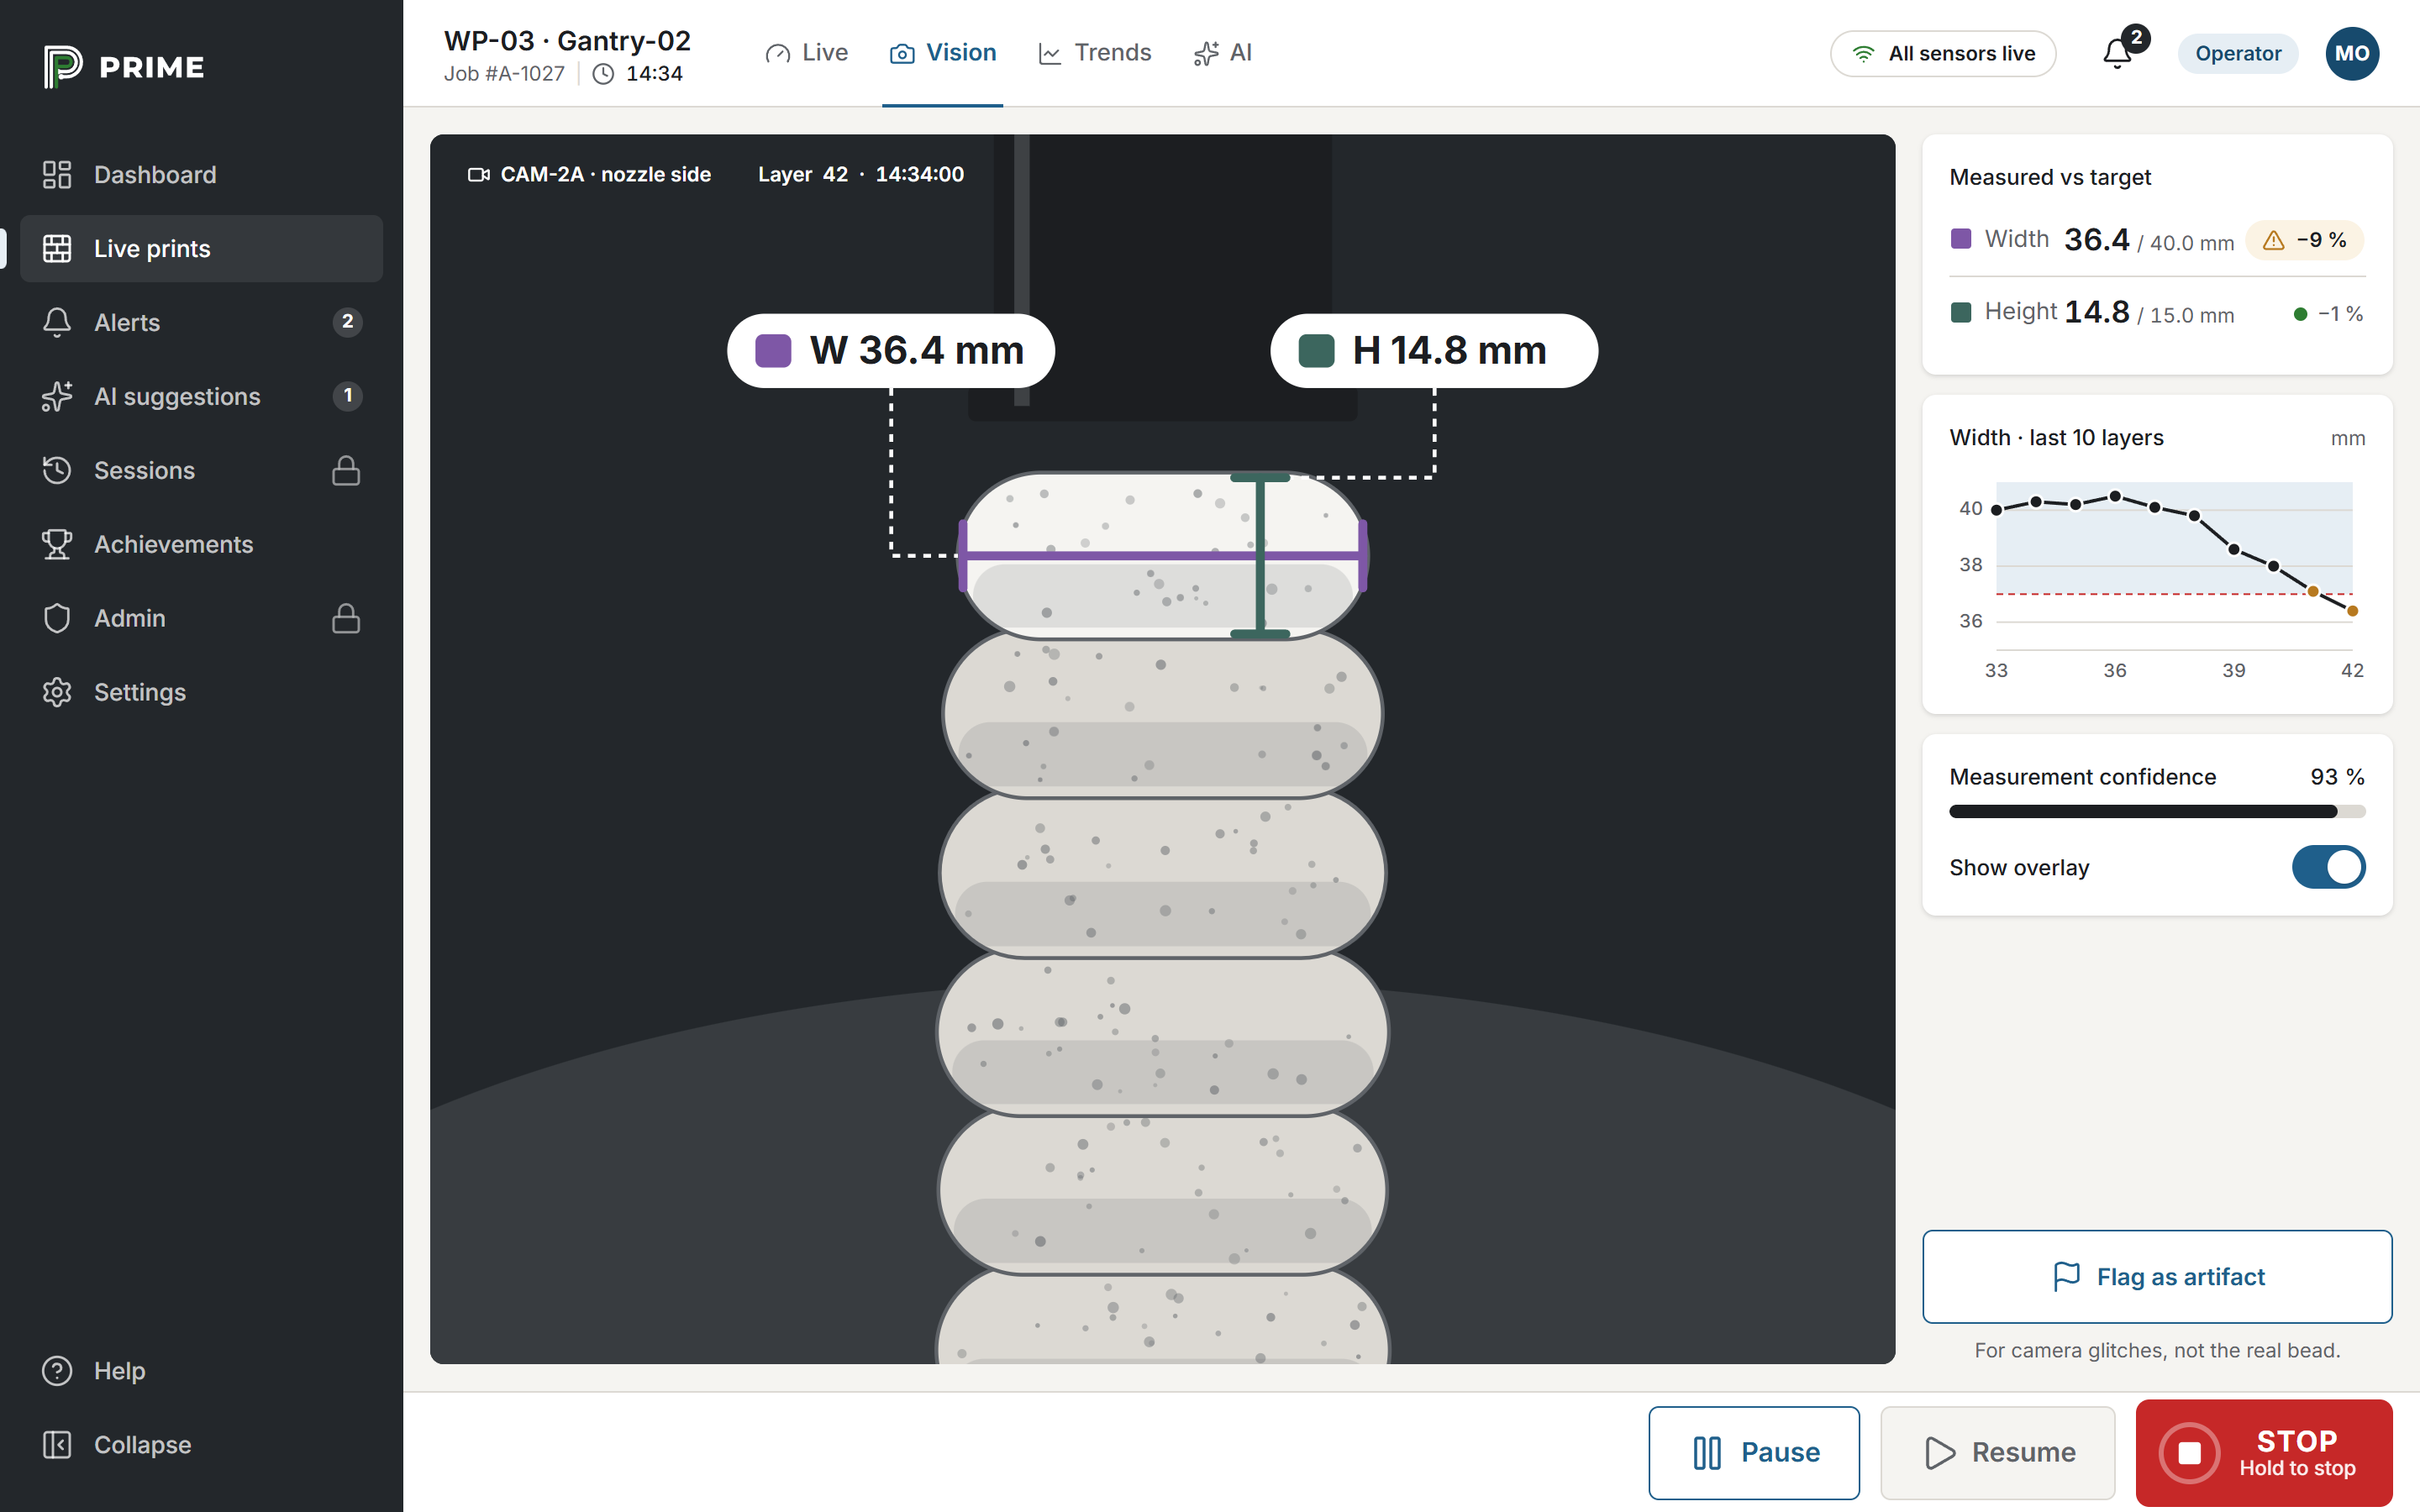 PRIME
Dashboard
Live prints
Alerts 2
AI suggestions 1
Sessions
Achievements
Admin
Settings
Help
Collapse
WP-03 · Gantry-02
Job #A-1027 14:34
Live
Vision
Trends
AI
All sensors live
2
Operator
MO
CAM-2A · nozzle side Layer 42 · 14:34:00
W 36.4 mm
H 14.8 mm
Measured vs target
Width 36.4 / 40.0 mm −9 %
Height 14.8 / 15.0 mm −1 %
Width · last 10 layers mm
40
38
36
33 36 39 42
Measurement confidence 93 %
Show overlay
Flag as artifact
For camera glitches, not the real bead.
Pause
Resume
STOP
Hold to stop